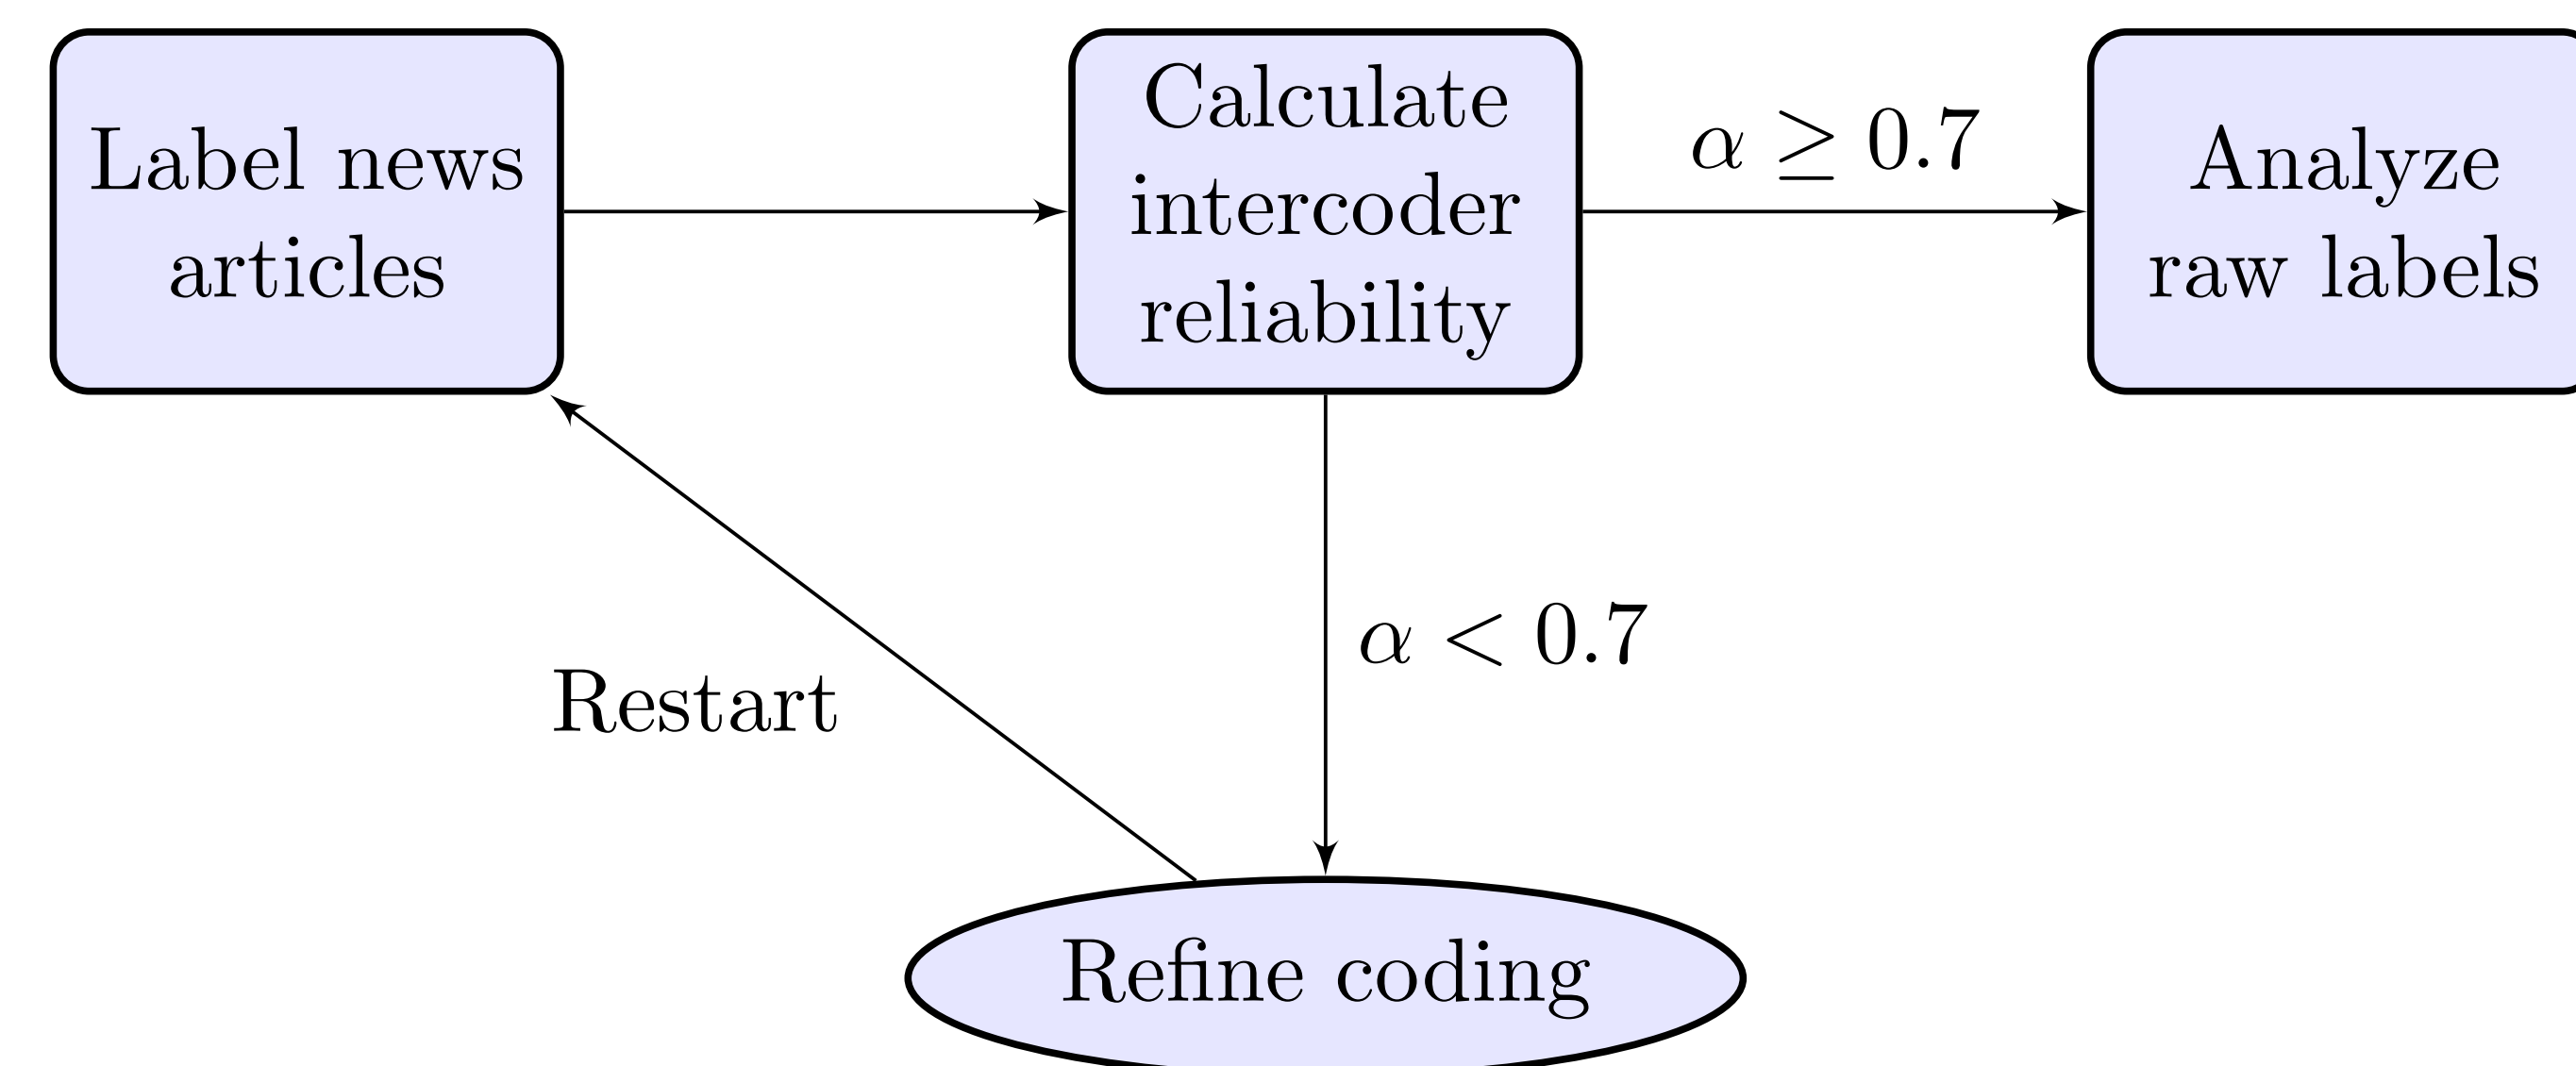 Label news
articles
Calculate
intercoder
reliability
α ≥ 0.7
Analyze
raw labels
α < 0.7
Restart
Refine coding